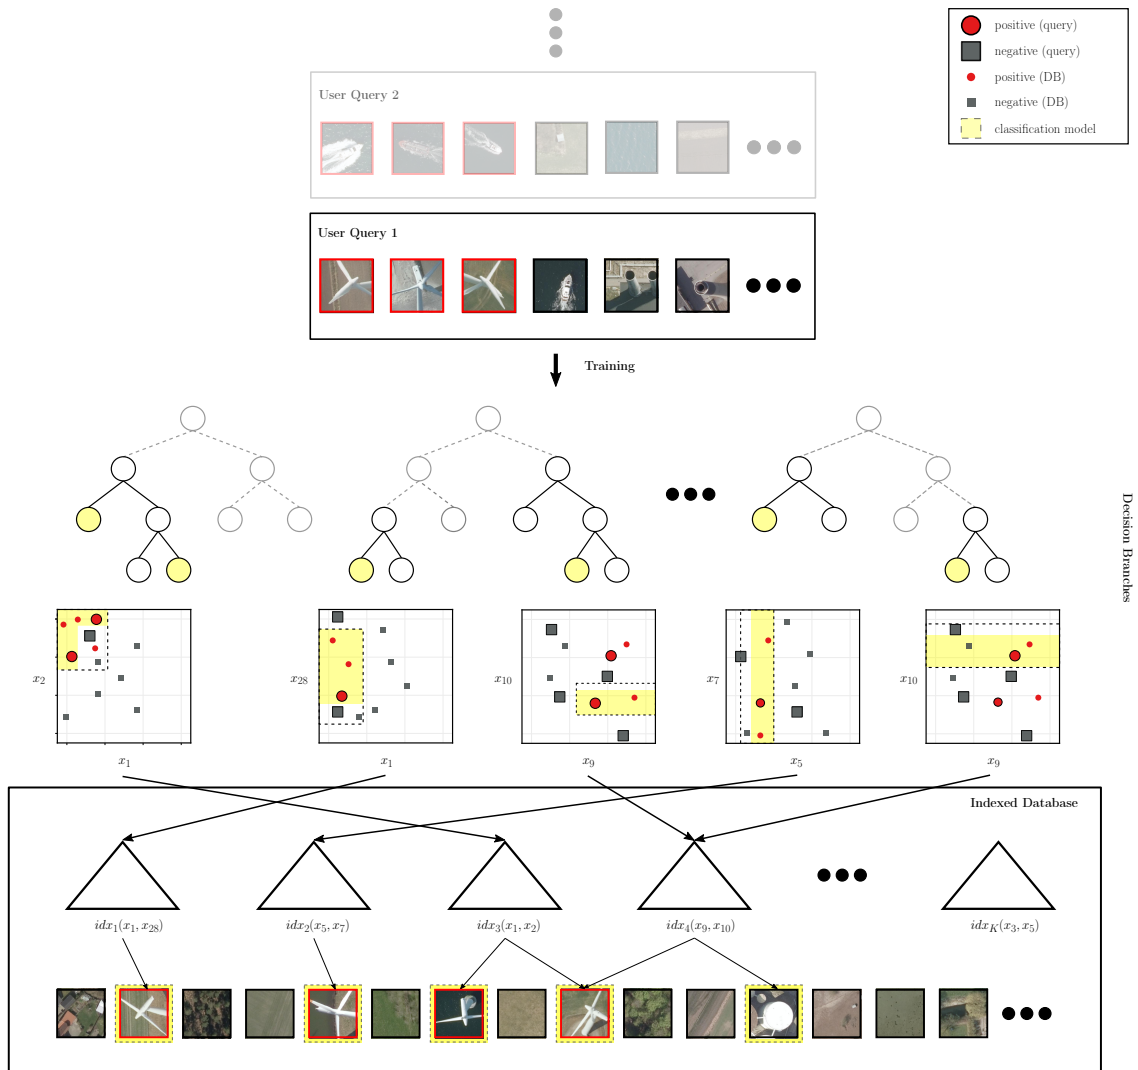 positive (query)
negative (query)
positive (DB)
negative (DB)
classification model
User Query 2
User Query 1
Training
Decision Branches
x₂
x₂₈
x₁₀
x₇
x₁₀
x₁
x₁
x₉
x₅
x₉
Indexed Database
idx₁(x₁, x₂₈)
idx₂(x₅, x₇)
idx₃(x₁, x₂)
idx₄(x₉, x₁₀)
idx_K(x₃, x₅)